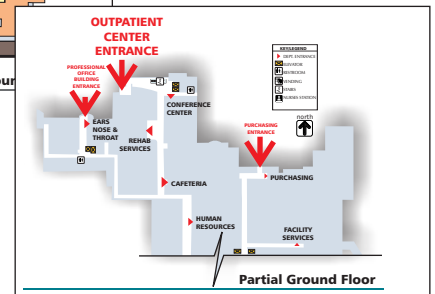 OUTPATIENT
CENTER
ENTRANCE
PROFESSIONAL
OFFICE
BUILDING
ENTRANCE
KEY/LEGEND
DEPT. ENTRANCE
ELEVATOR
RESTROOM
VENDING
STAIRS
NURSES STATION
north
CONFERENCE
CENTER
EARS
NOSE &
THROAT
REHAB
SERVICES
PURCHASING
ENTRANCE
CAFETERIA
PURCHASING
HUMAN
RESOURCES
FACILITY
SERVICES
Partial Ground Floor